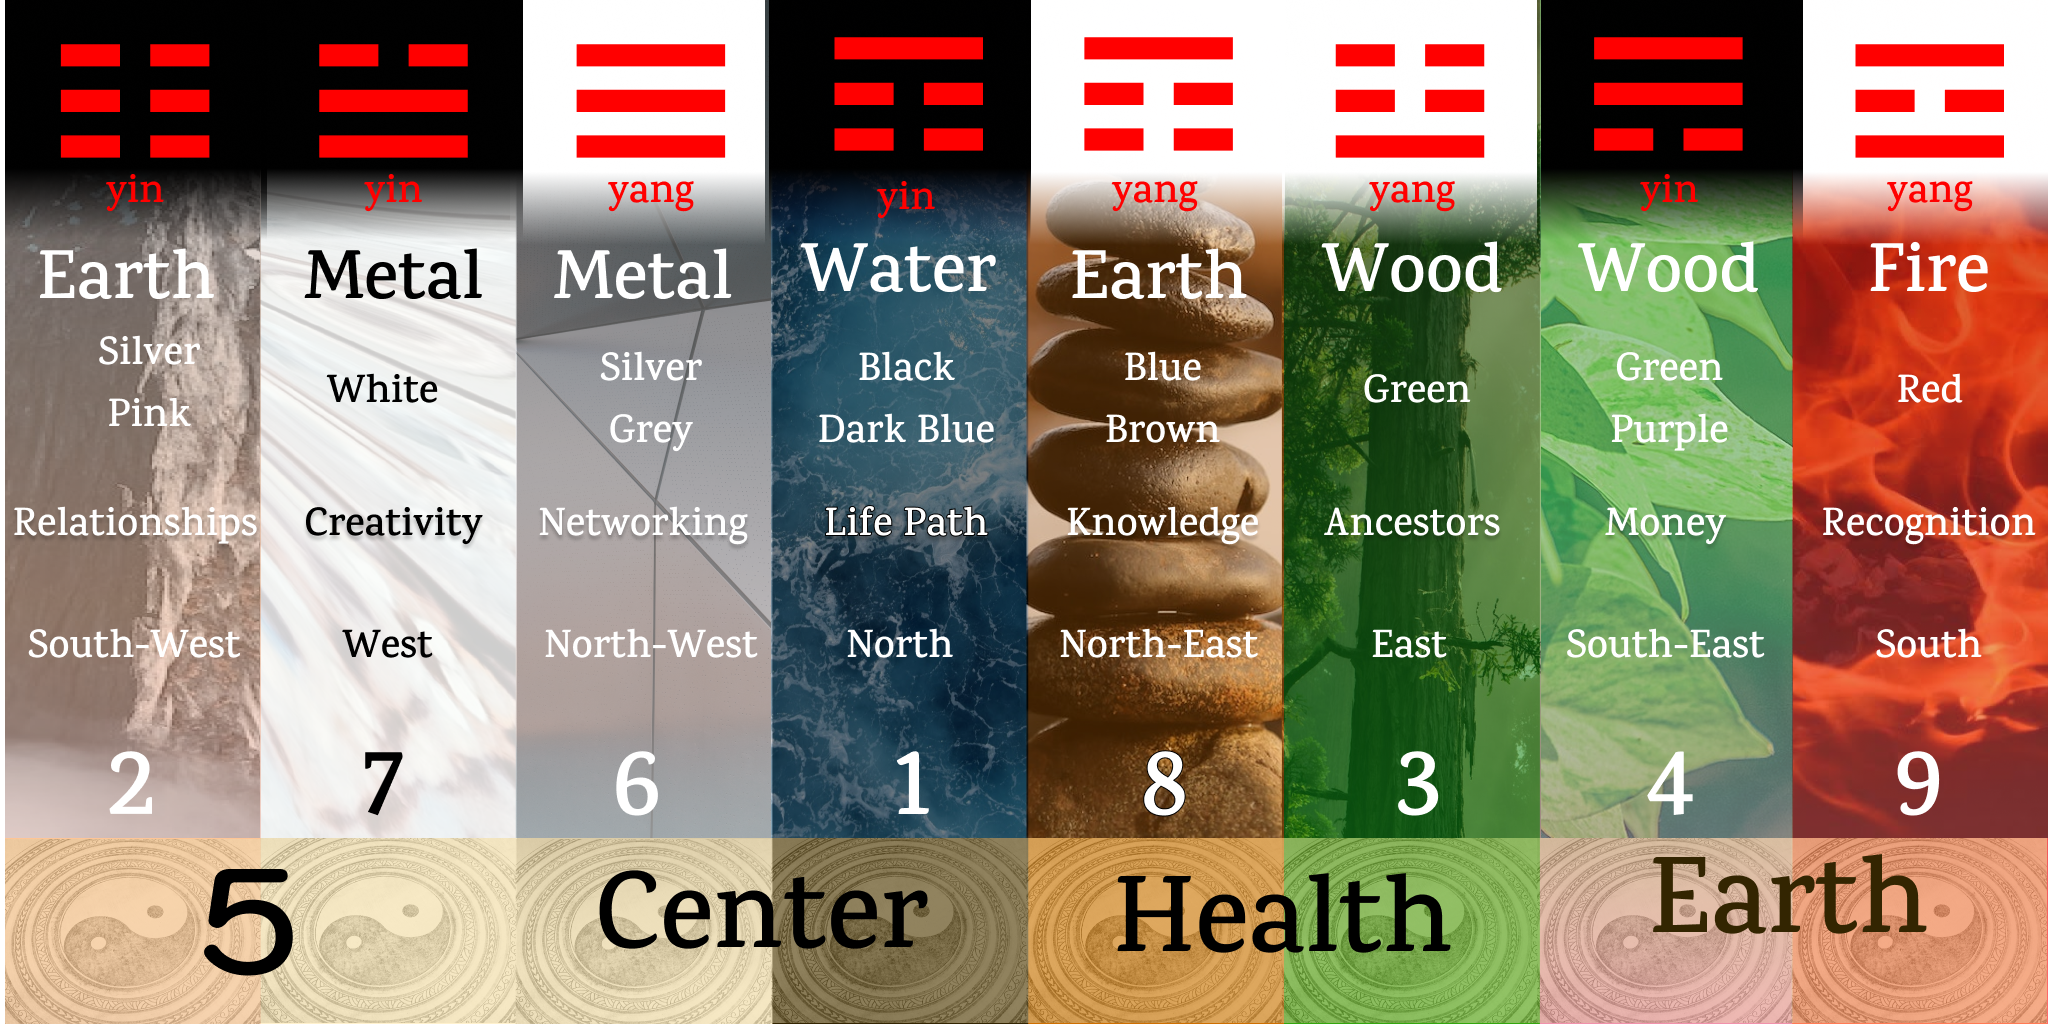 yin
Earth
Silver
Pink
Relationships
South-West
2
yin
Metal
White
Creativity
West
7
yang
Metal
Silver
Grey
Networking
North-West
6
yin
Water
Black
Dark Blue
Life Path
North
1
yang
Earth
Blue
Brown
Knowledge
North-East
8
yang
Wood
Green
Ancestors
East
3
yin
Wood
Green
Purple
Money
South-East
4
yang
Fire
Red
Recognition
South
9
5 Center Health Earth